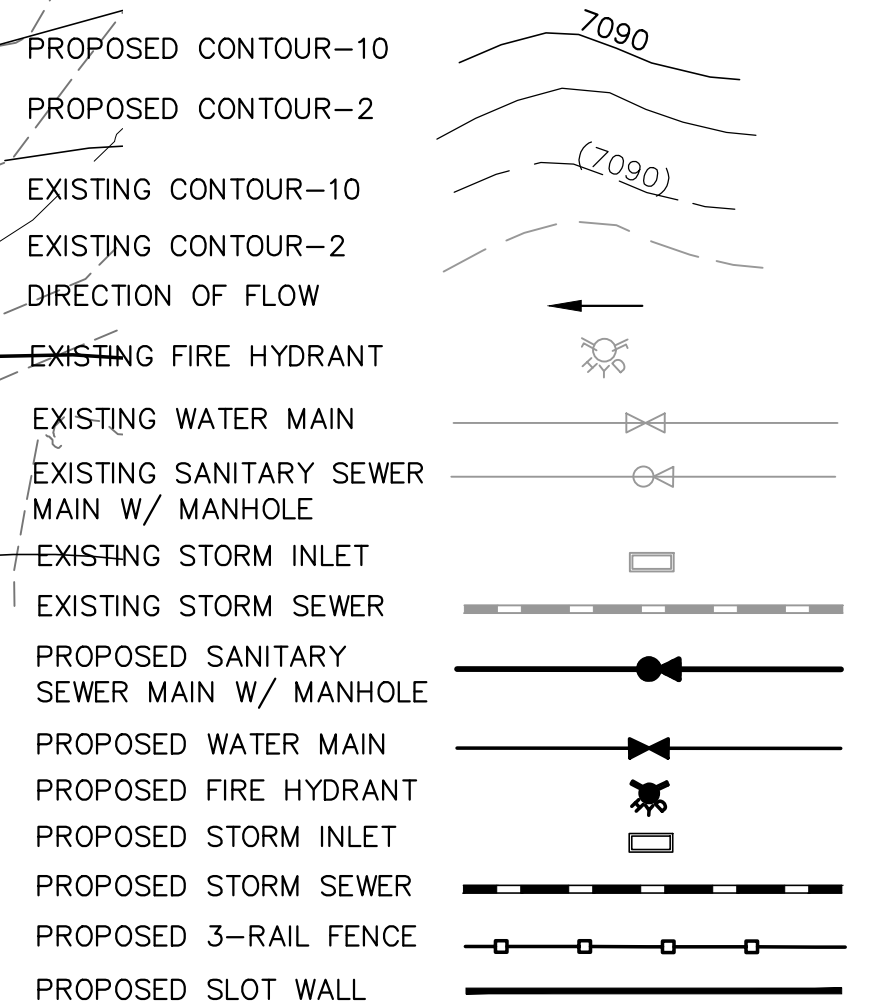 PROPOSED CONTOUR-10
7090
PROPOSED CONTOUR-2
EXISTING CONTOUR-10
(7090)
EXISTING CONTOUR-2
DIRECTION OF FLOW
EXISTING FIRE HYDRANT
HYD
EXISTING WATER MAIN
EXISTING SANITARY SEWER
MAIN W/ MANHOLE
EXISTING STORM INLET
EXISTING STORM SEWER
PROPOSED SANITARY
SEWER MAIN W/ MANHOLE
PROPOSED WATER MAIN
PROPOSED FIRE HYDRANT
HYD
PROPOSED STORM INLET
PROPOSED STORM SEWER
PROPOSED 3-RAIL FENCE
PROPOSED SLOT WALL